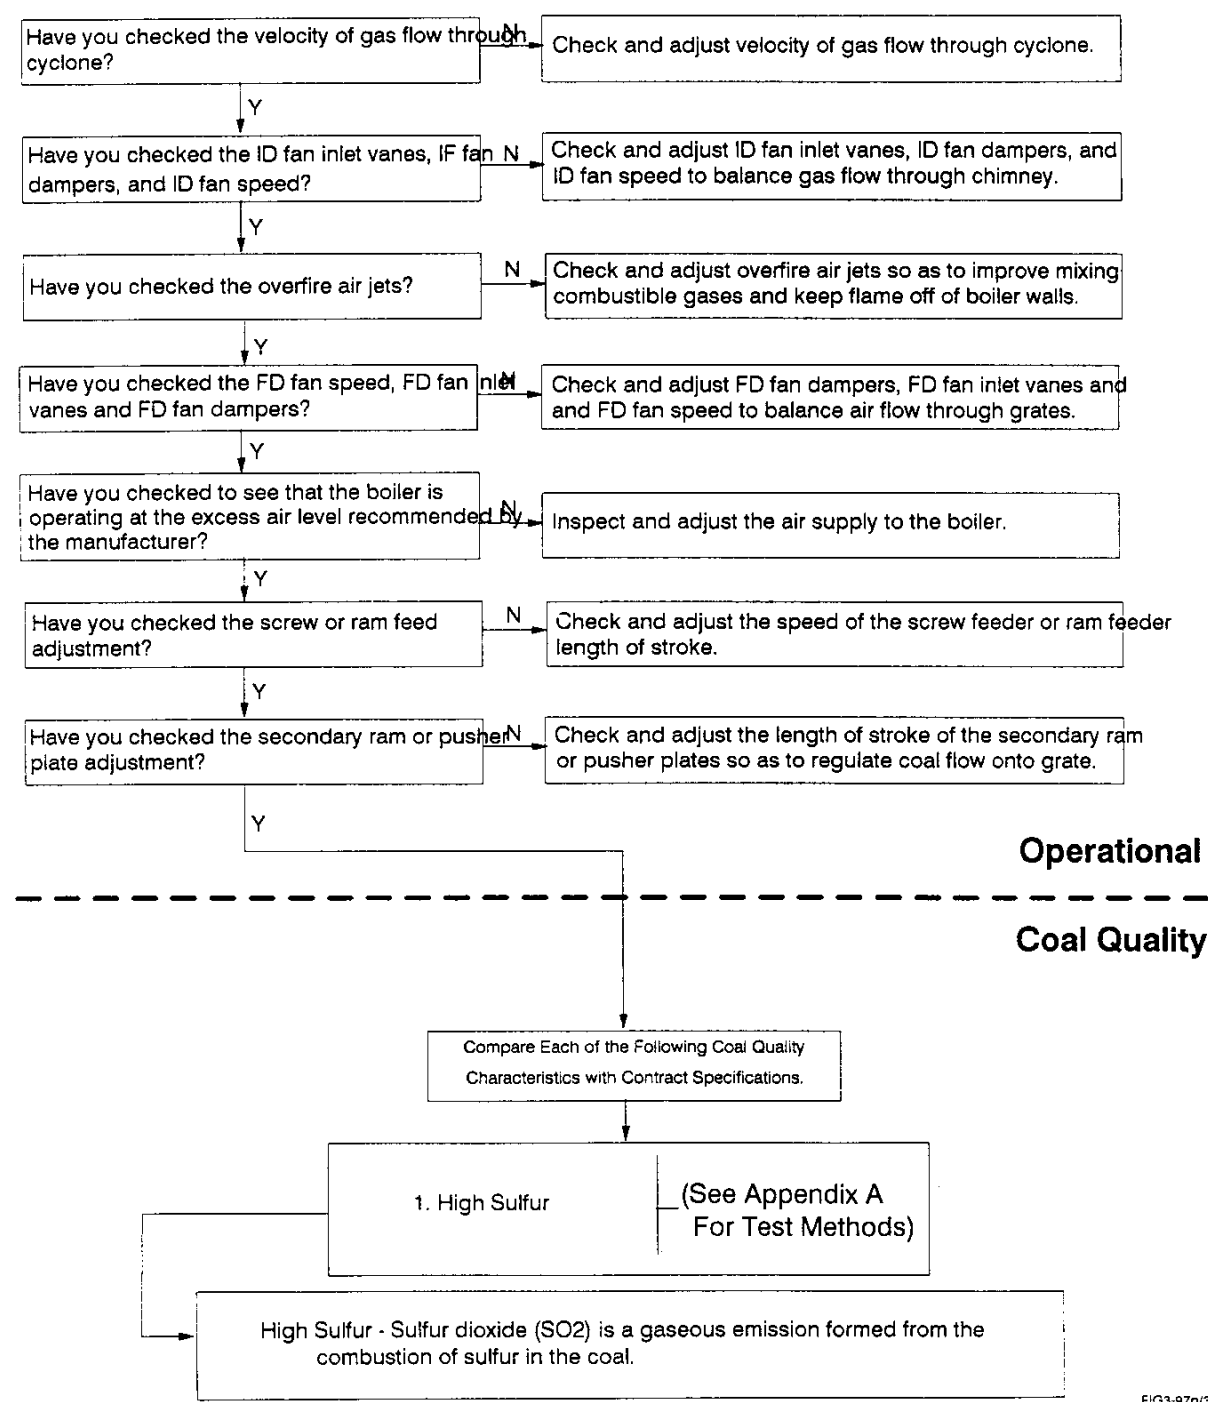 Have you checked the velocity of gas flow through
cyclone?
N
Check and adjust velocity of gas flow through cyclone.
Y
Have you checked the ID fan inlet vanes, IF fan
dampers, and ID fan speed?
N
Check and adjust ID fan inlet vanes, ID fan dampers, and
ID fan speed to balance gas flow through chimney.
Y
Have you checked the overfire air jets?
N
Check and adjust overfire air jets so as to improve mixing
combustible gases and keep flame off of boiler walls.
Y
Have you checked the FD fan speed, FD fan inlet
vanes and FD fan dampers?
N
Check and adjust FD fan dampers, FD fan inlet vanes and
and FD fan speed to balance air flow through grates.
Y
Have you checked to see that the boiler is
operating at the excess air level recommended by
the manufacturer?
N
Inspect and adjust the air supply to the boiler.
Y
Have you checked the screw or ram feed
adjustment?
N
Check and adjust the speed of the screw feeder or ram feeder
length of stroke.
Y
Have you checked the secondary ram or pusher
plate adjustment?
N
Check and adjust the length of stroke of the secondary ram
or pusher plates so as to regulate coal flow onto grate.
Y
Operational
Coal Quality
Compare Each of the Following Coal Quality
Characteristics with Contract Specifications.
1. High Sulfur
(See Appendix A
For Test Methods)
High Sulfur - Sulfur dioxide (SO2) is a gaseous emission formed from the
combustion of sulfur in the coal.